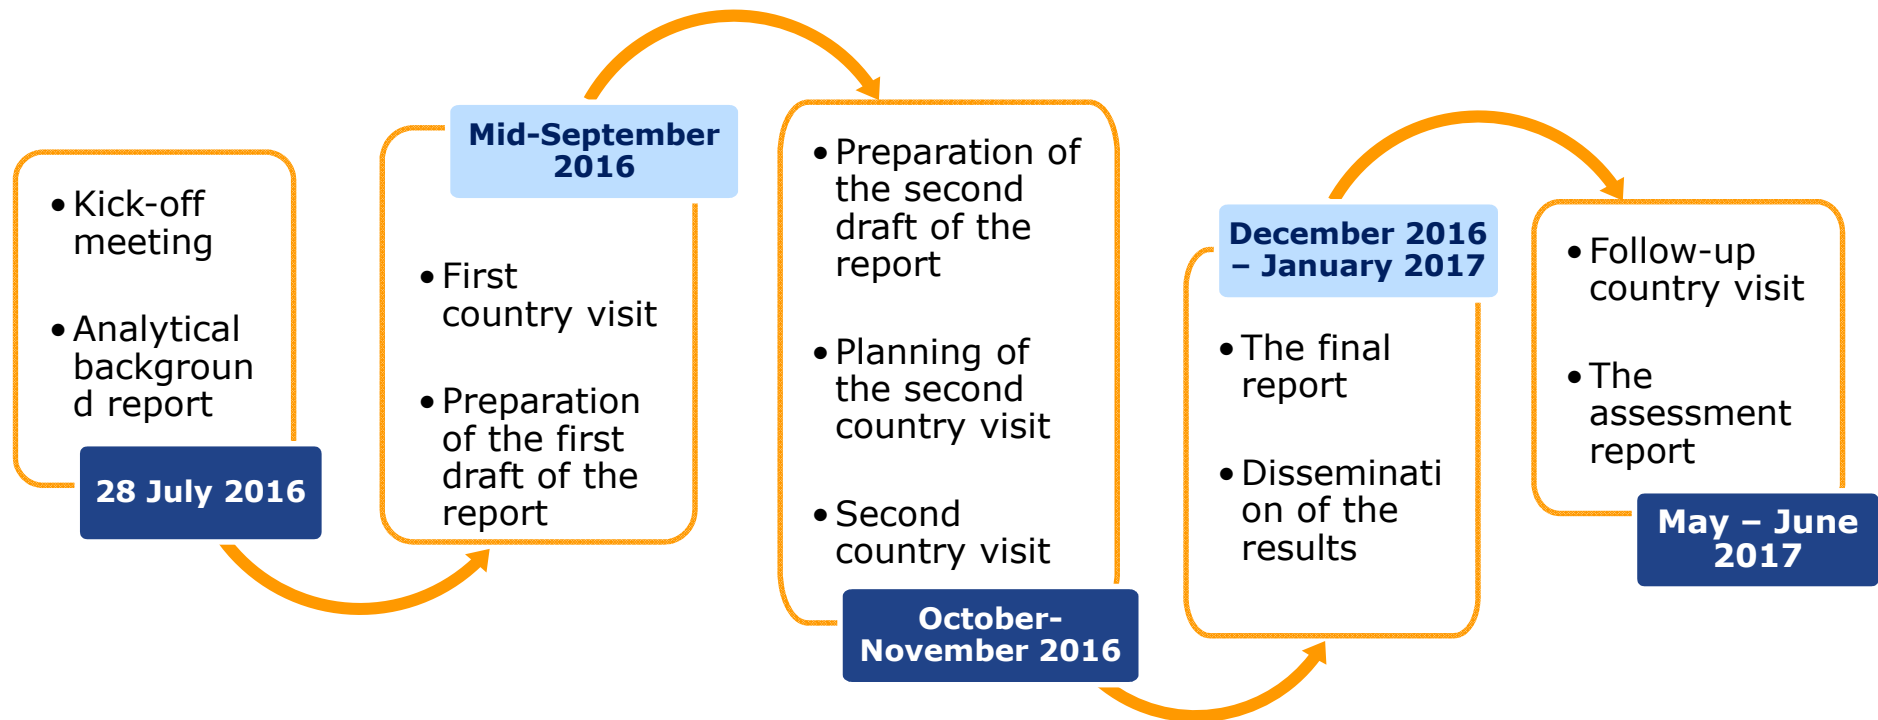 • Kick-off
meeting
• Analytical
backgroun
d report
28 July 2016
Mid-September
2016
• First
country visit
• Preparation
of the first
draft of the
report
• Preparation of
the second
draft of the
report
• Planning of
the second
country visit
• Second
country visit
October-
November 2016
December 2016
– January 2017
• The final
report
• Disseminati
on of the
results
• Follow-up
country visit
• The
assessment
report
May – June
2017